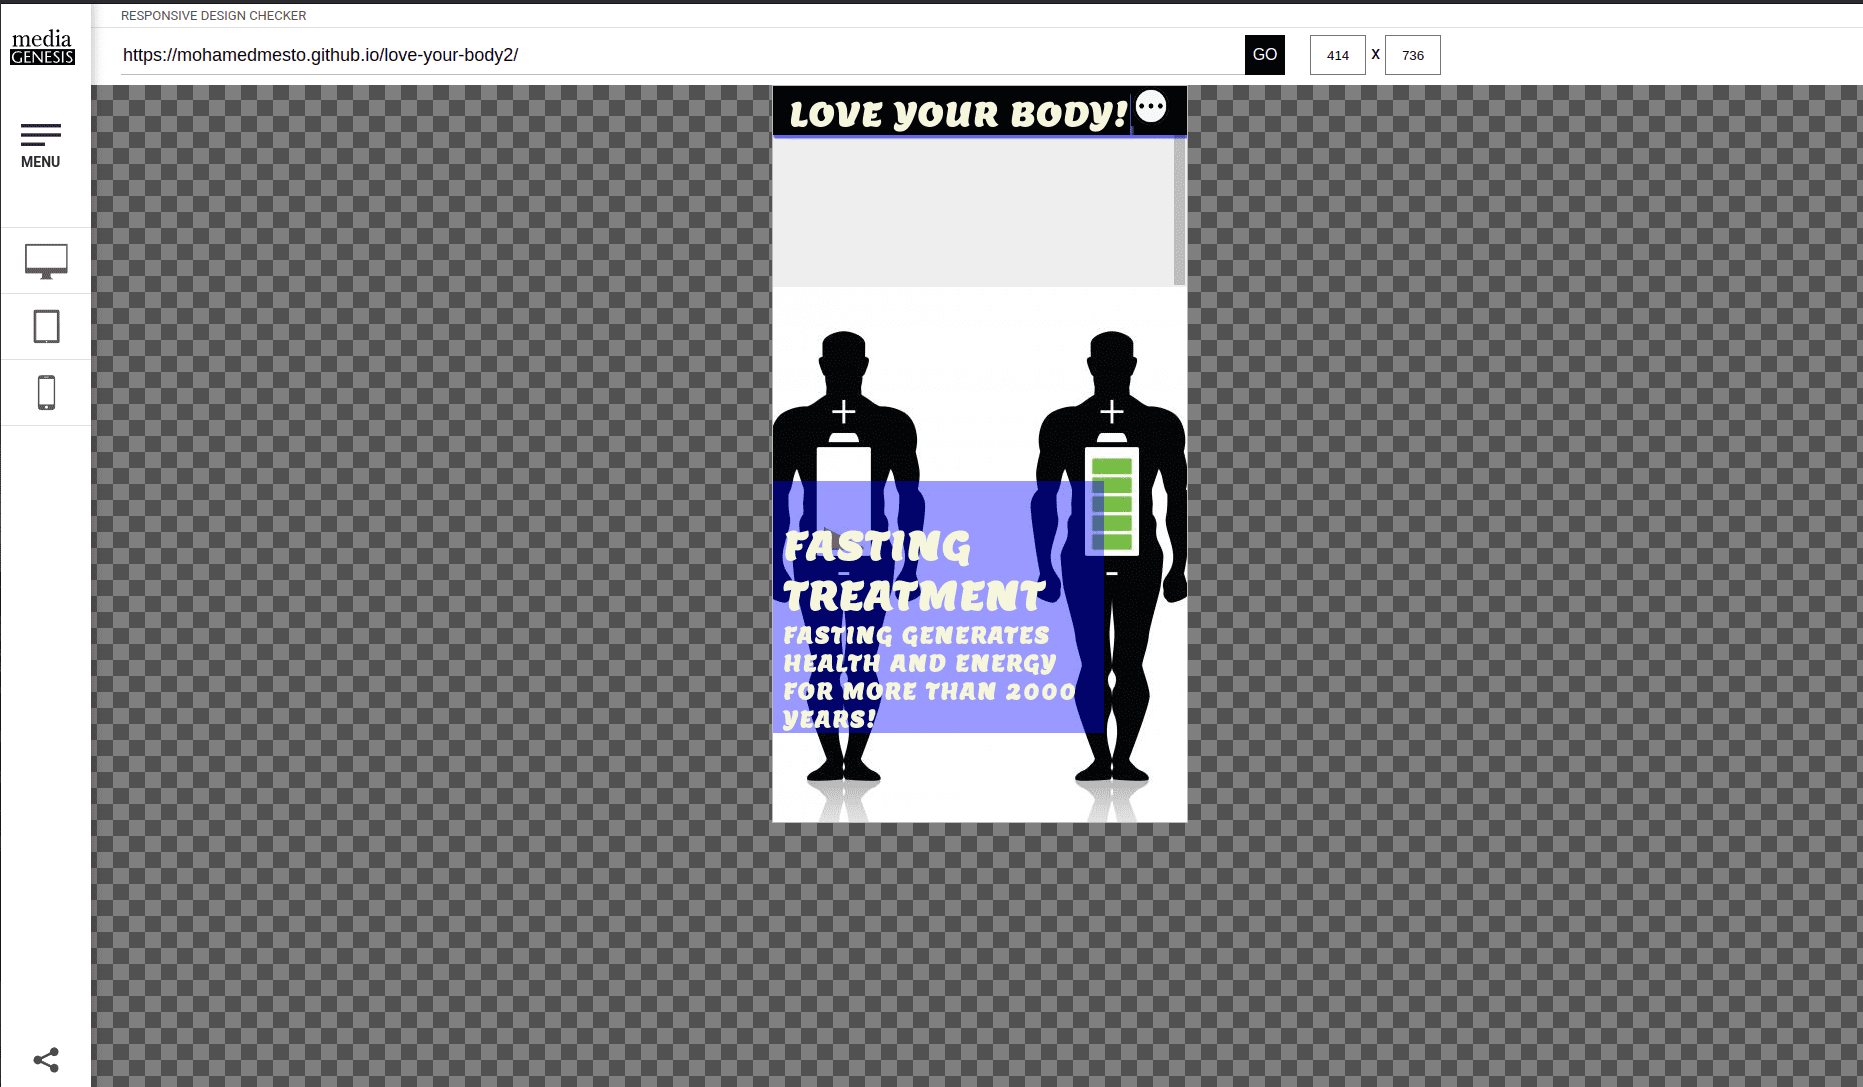 RESPONSIVE DESIGN CHECKER
media
GENESIS
https://mohamedmesto.github.io/love-your-body2/
GO
414 x 736
MENU
LOVE YOUR BODY!
FASTING
TREATMENT
FASTING GENERATES
HEALTH AND ENERGY
FOR MORE THAN 2000
YEARS!